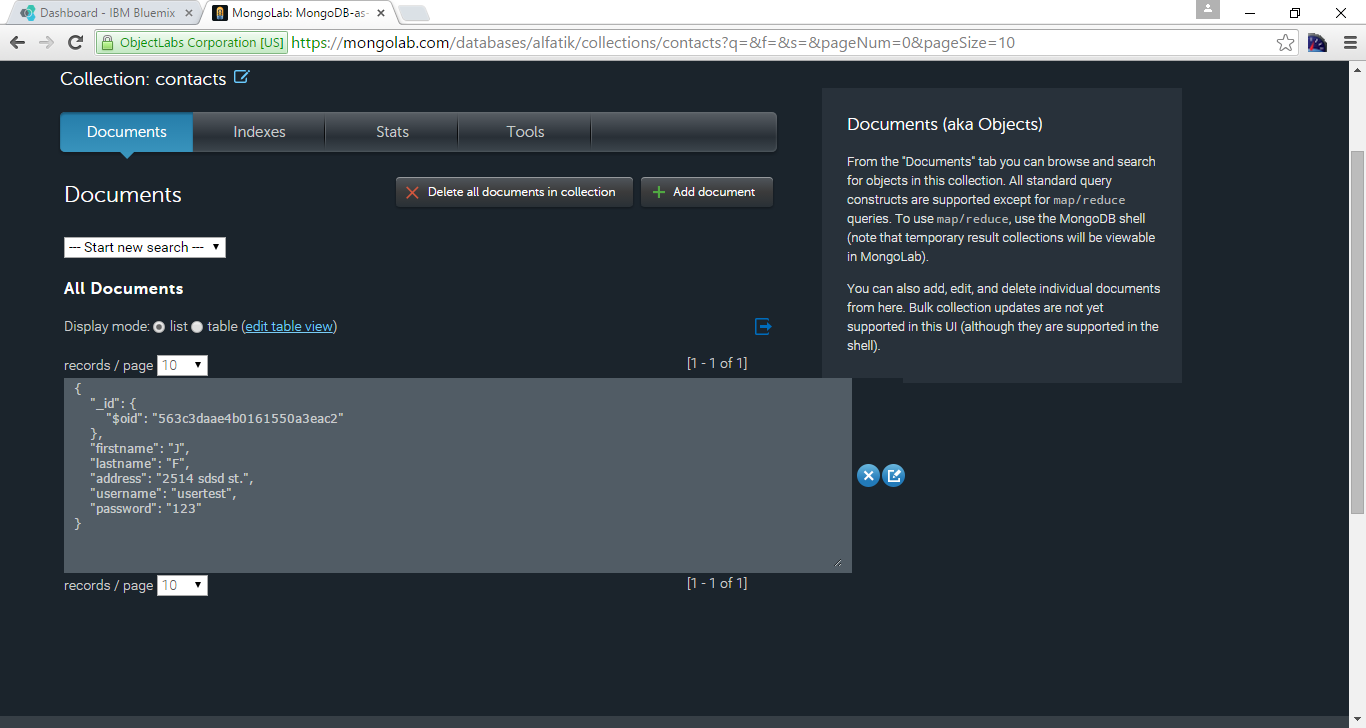 Dashboard - IBM Bluemix
MongoLab: MongoDB-as-
ObjectLabs Corporation [US]
https://mongolab.com/databases/alfatik/collections/contacts?q=&f=&s=&pageNum=0&pageSize=10
Collection: contacts
Documents
Indexes
Stats
Tools
Documents
Delete all documents in collection
Add document
--- Start new search ---
All Documents
Display mode: list table (edit table view)
records / page 10
[1 - 1 of 1]
{
"_id": {
"$oid": "563c3daae4b0161550a3eac2"
},
"firstname": "J",
"lastname": "F",
"address": "2514 sdsd st.",
"username": "usertest",
"password": "123"
}
records / page 10
[1 - 1 of 1]
Documents (aka Objects)
From the "Documents" tab you can browse and search
for objects in this collection. All standard query
constructs are supported except for map/reduce
queries. To use map/reduce, use the MongoDB shell
(note that temporary result collections will be viewable
in MongoLab).
You can also add, edit, and delete individual documents
from here. Bulk collection updates are not yet
supported in this UI (although they are supported in the
shell).